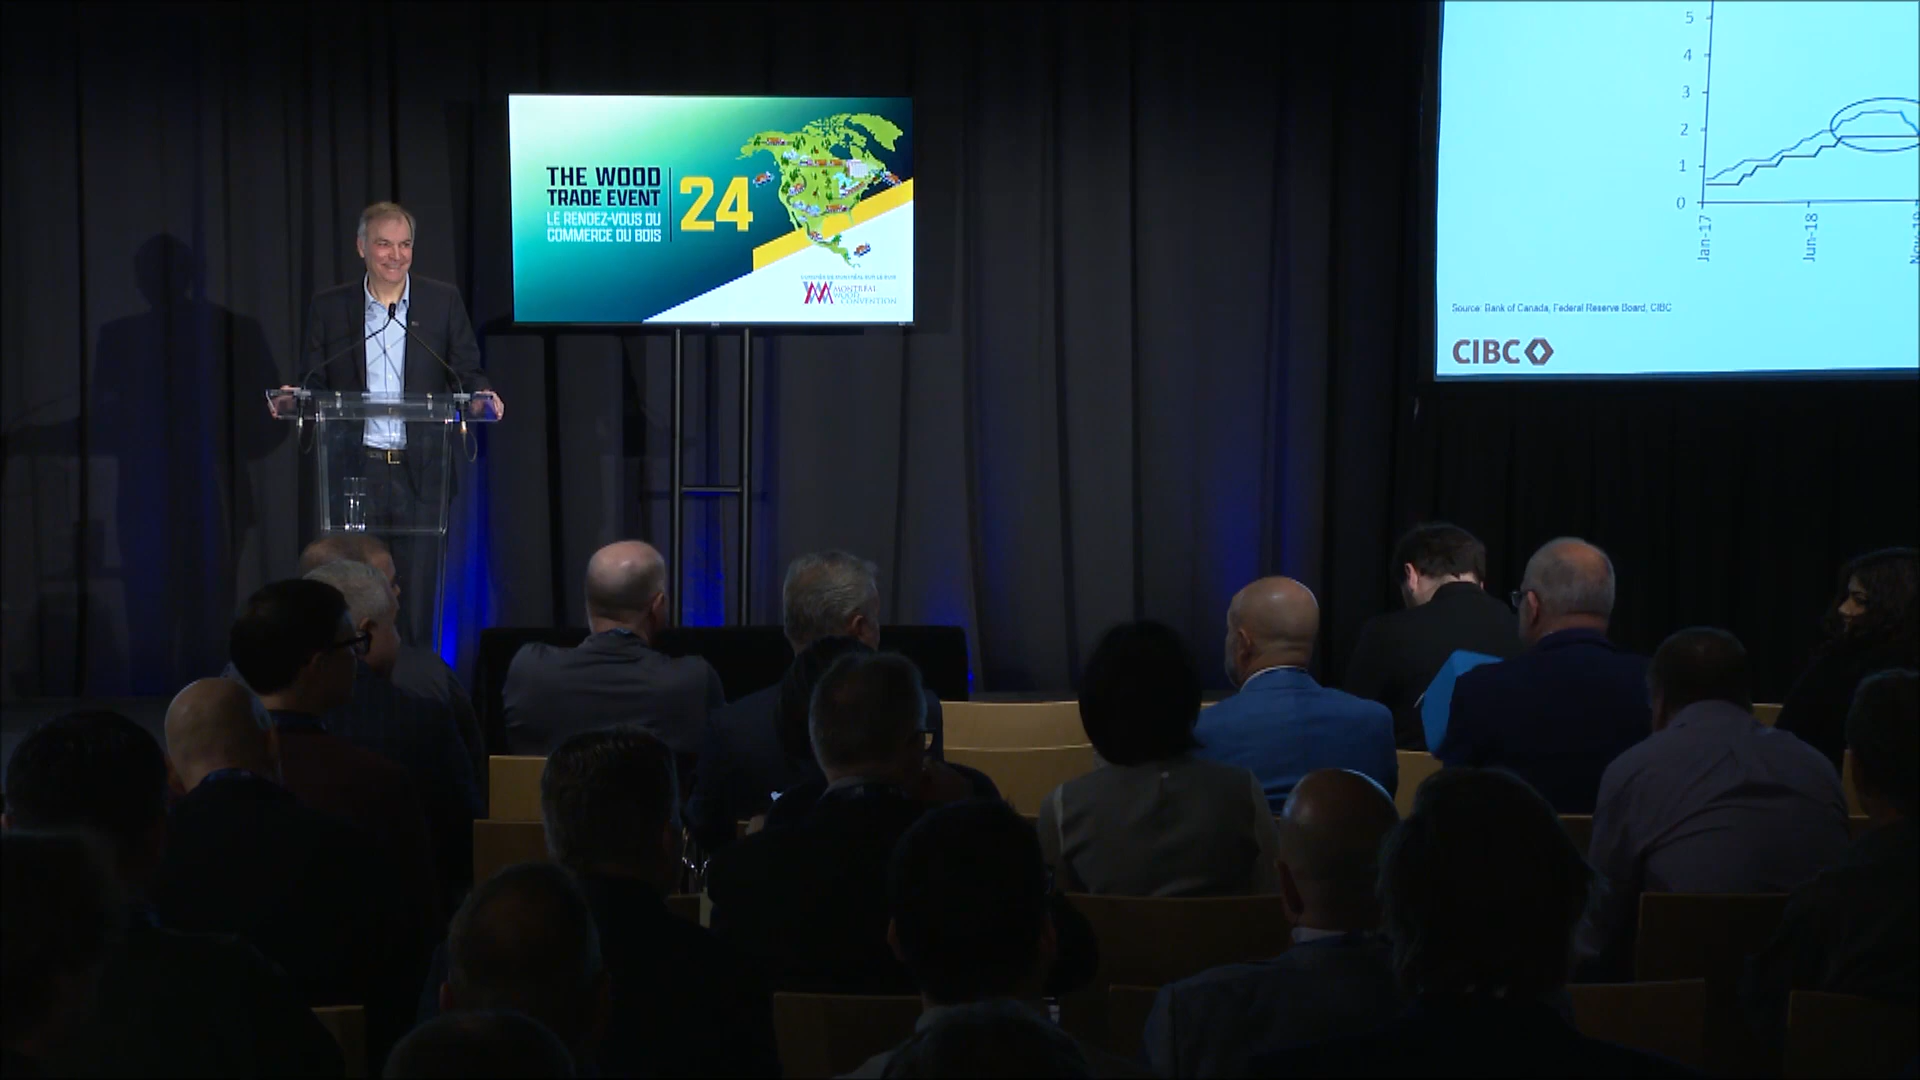 THE WOOD
TRADE EVENT
24
LE RENDEZ-VOUS DU
COMMERCE DU BOIS
MONTREAL
WOOD
CONVENTION
5
4
3
2
1
0
Jan-17
Jun-18
Source: Bank of Canada, Federal Reserve Board, CIBC
CIBC